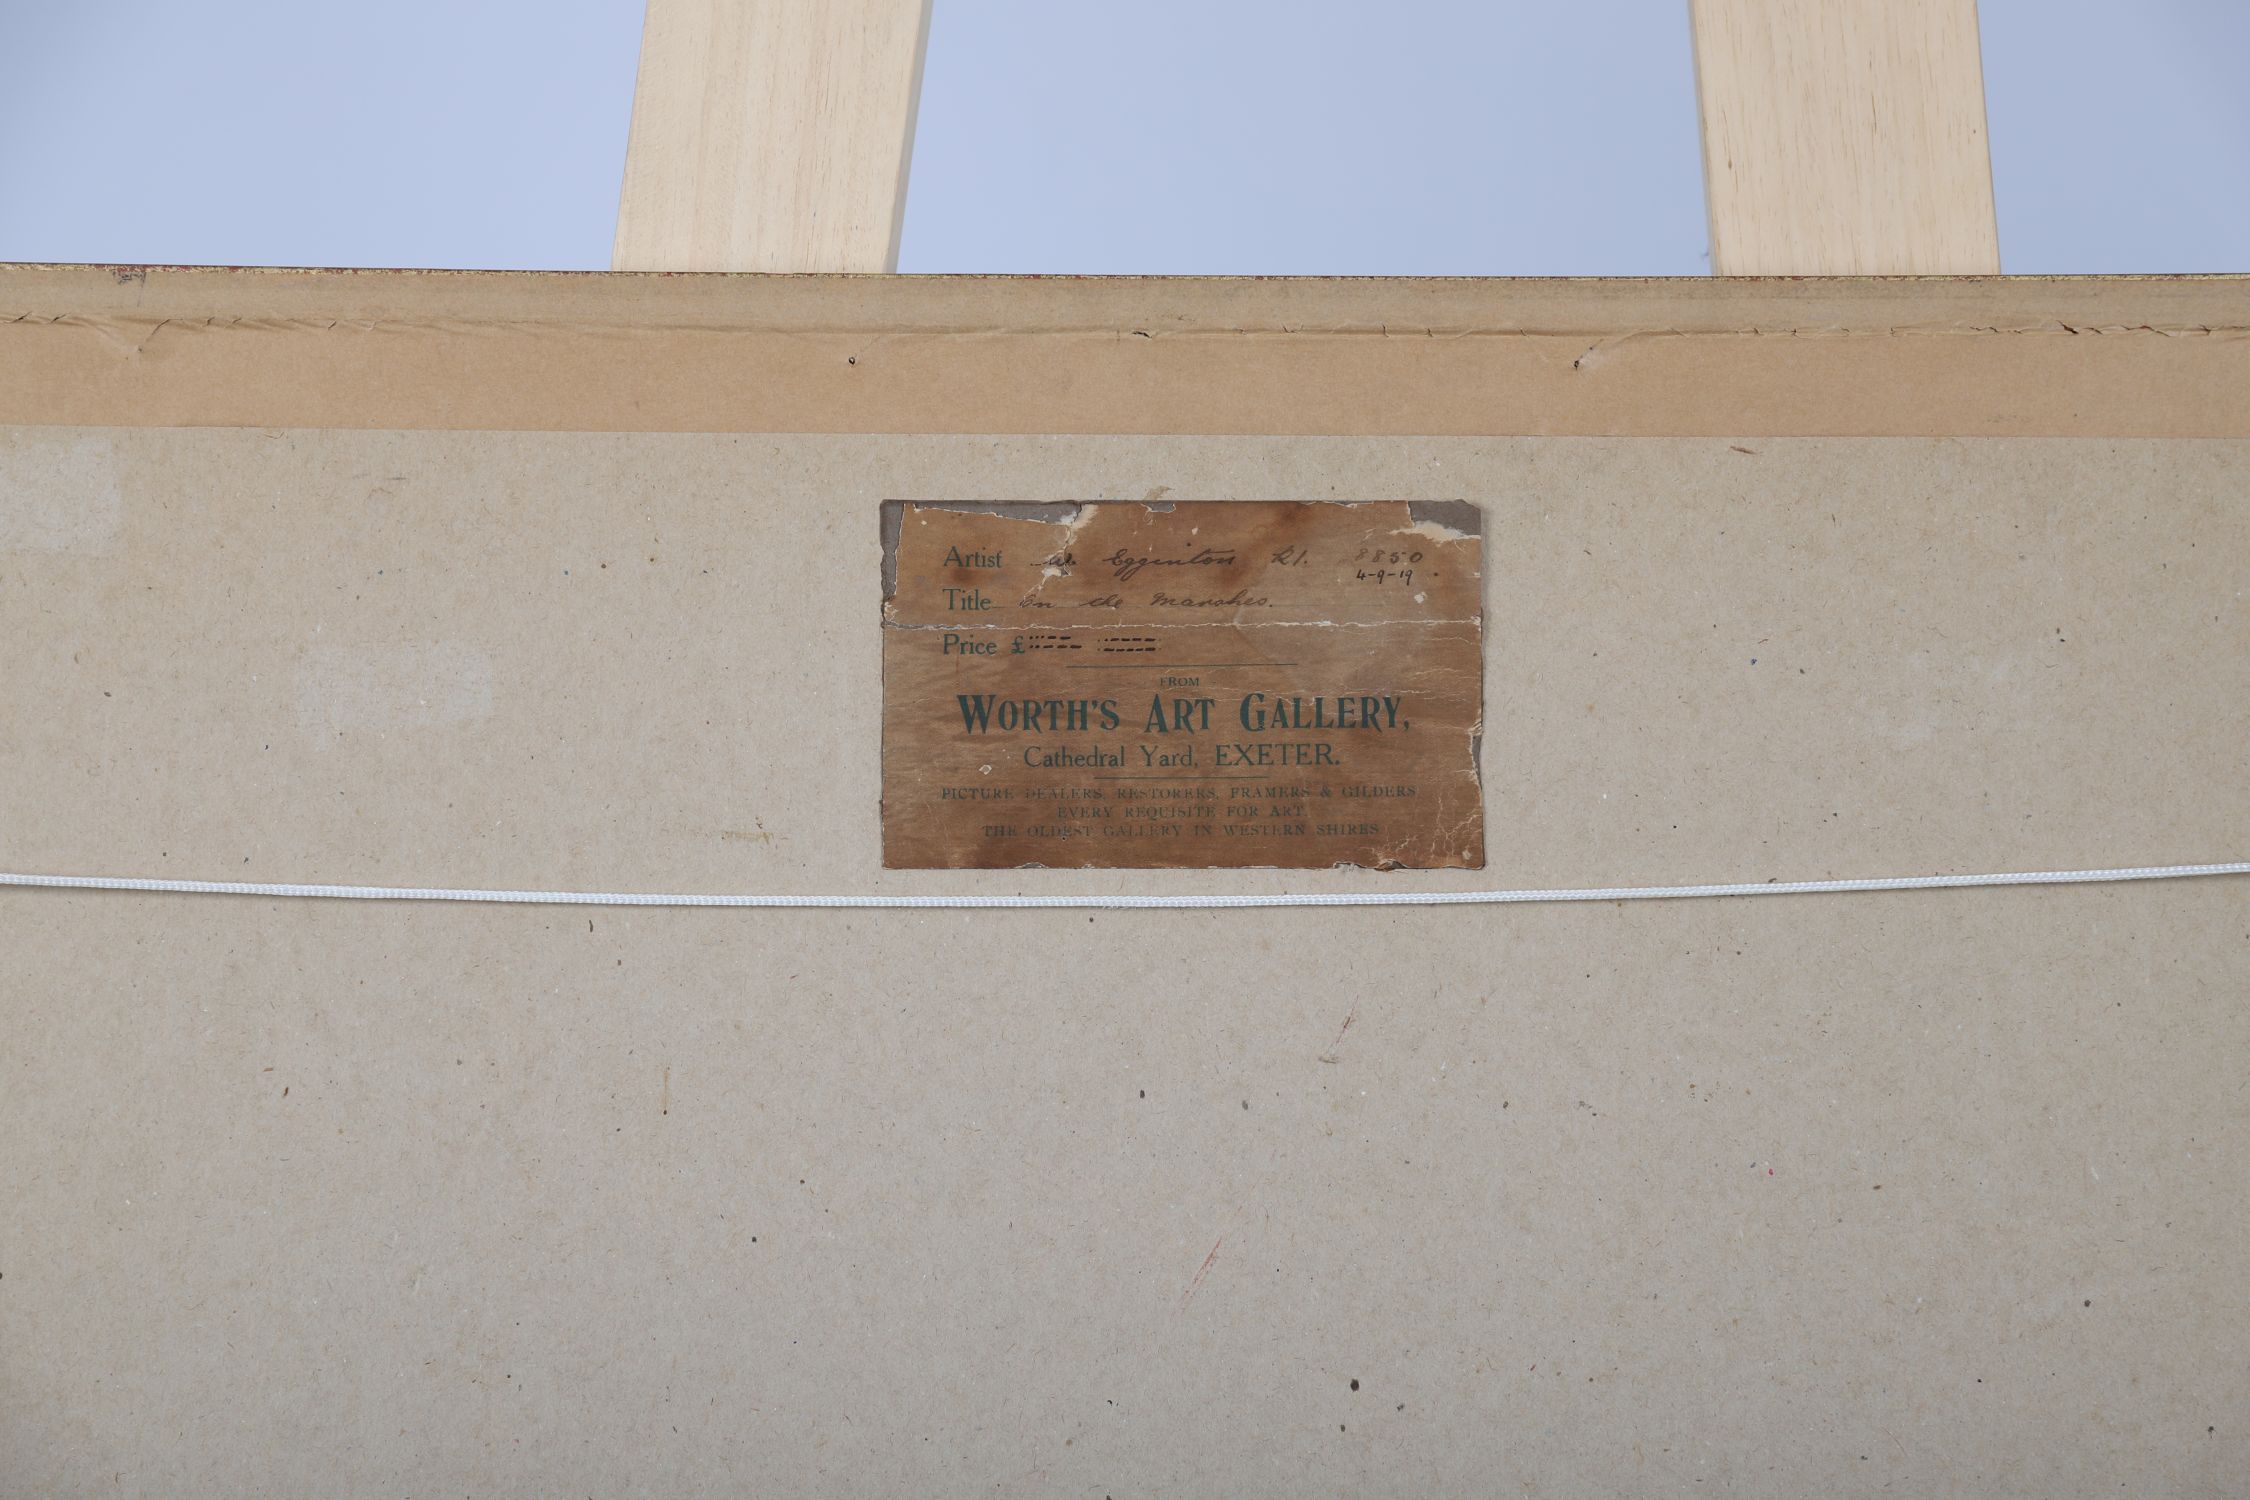 Artist W Egginton R.I. 8850
4-9-19
Title On the Marshes.
Price £
FROM
WORTH'S ART GALLERY,
Cathedral Yard, EXETER.
PICTURE DEALERS, RESTORERS, FRAMERS & GILDERS
EVERY REQUISITE FOR ART.
THE OLDEST GALLERY IN WESTERN SHIRES